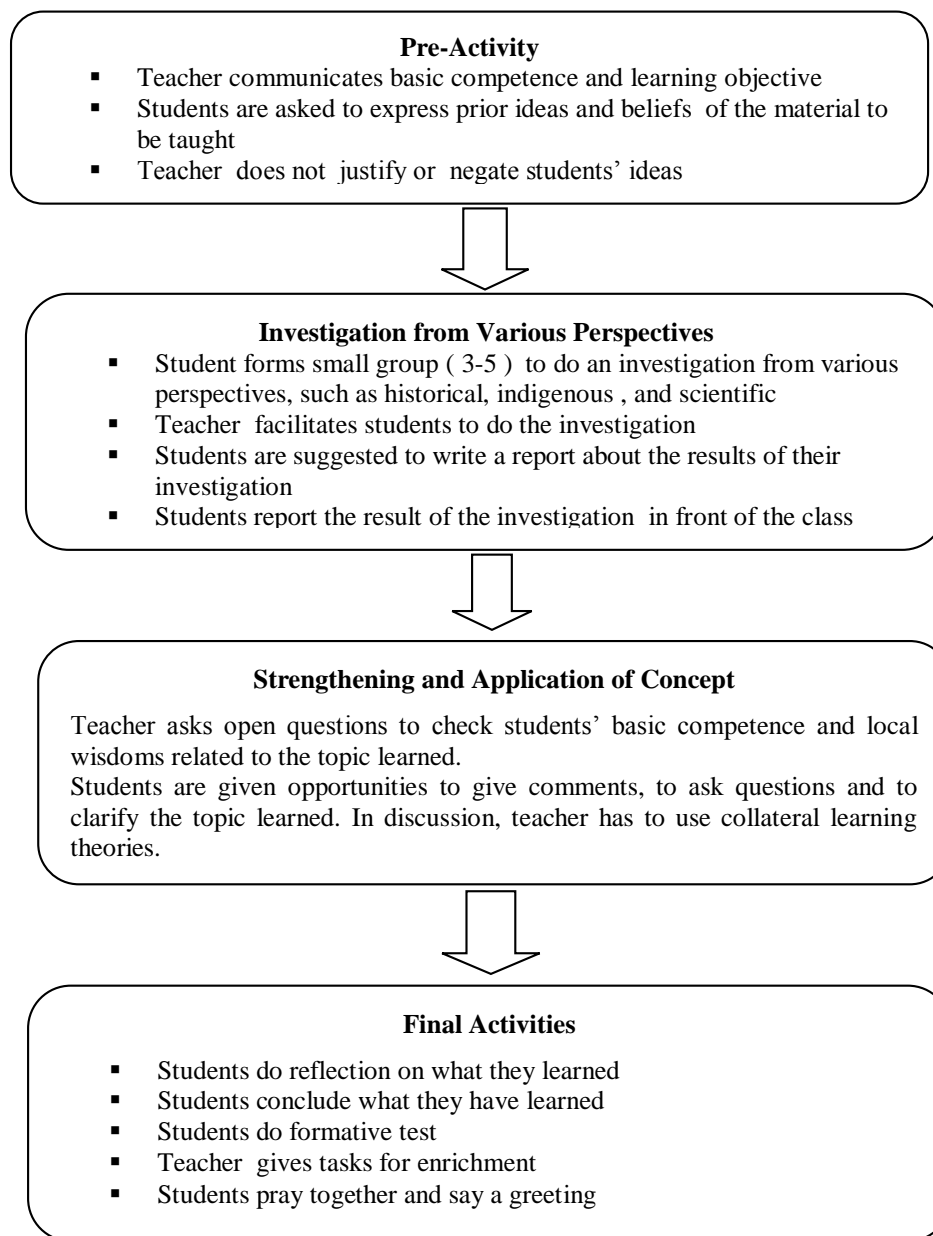 Pre-Activity
▪ Teacher communicates basic competence and learning objective
▪ Students are asked to express prior ideas and beliefs of the material to
be taught
▪ Teacher does not justify or negate students’ ideas
Investigation from Various Perspectives
▪ Student forms small group ( 3-5 ) to do an investigation from various
perspectives, such as historical, indigenous , and scientific
▪ Teacher facilitates students to do the investigation
▪ Students are suggested to write a report about the results of their
investigation
▪ Students report the result of the investigation in front of the class
Strengthening and Application of Concept
Teacher asks open questions to check students’ basic competence and local
wisdoms related to the topic learned.
Students are given opportunities to give comments, to ask questions and to
clarify the topic learned. In discussion, teacher has to use collateral learning
theories.
Final Activities
▪ Students do reflection on what they learned
▪ Students conclude what they have learned
▪ Students do formative test
▪ Teacher gives tasks for enrichment
▪ Students pray together and say a greeting